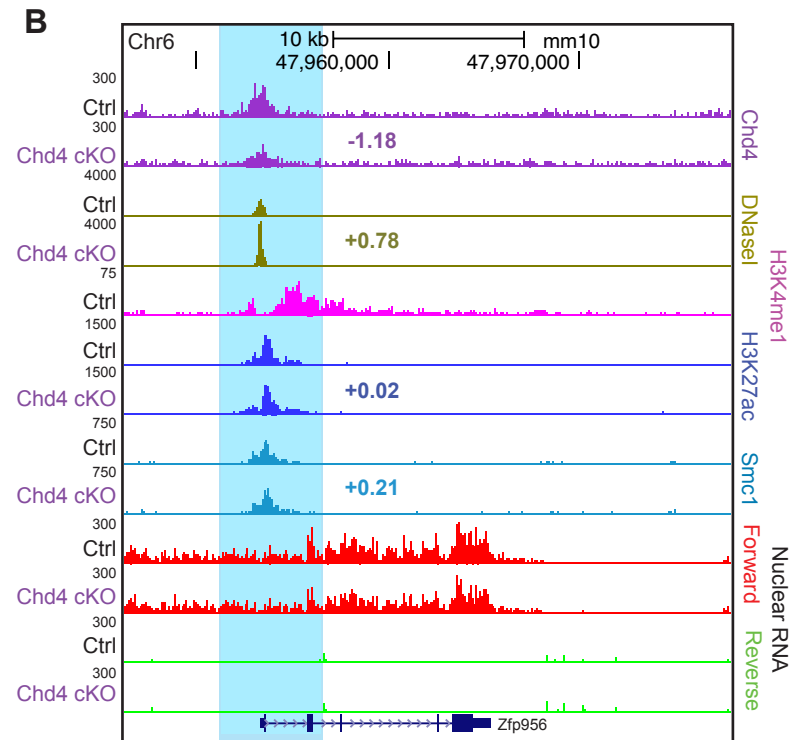 B
Chr6 10 kb mm10
47,960,000 47,970,000
300
Ctrl
300
Chd4 cKO -1.18
Chd4
4000
Ctrl
4000
Chd4 cKO +0.78
DNaseI
75
Ctrl
H3K4me1
1500
Ctrl
1500
Chd4 cKO +0.02
H3K27ac
750
Ctrl
750
Chd4 cKO +0.21
Smc1
300
Ctrl
300
Chd4 cKO
Forward
300
Ctrl
300
Chd4 cKO
Reverse
Nuclear RNA
Zfp956